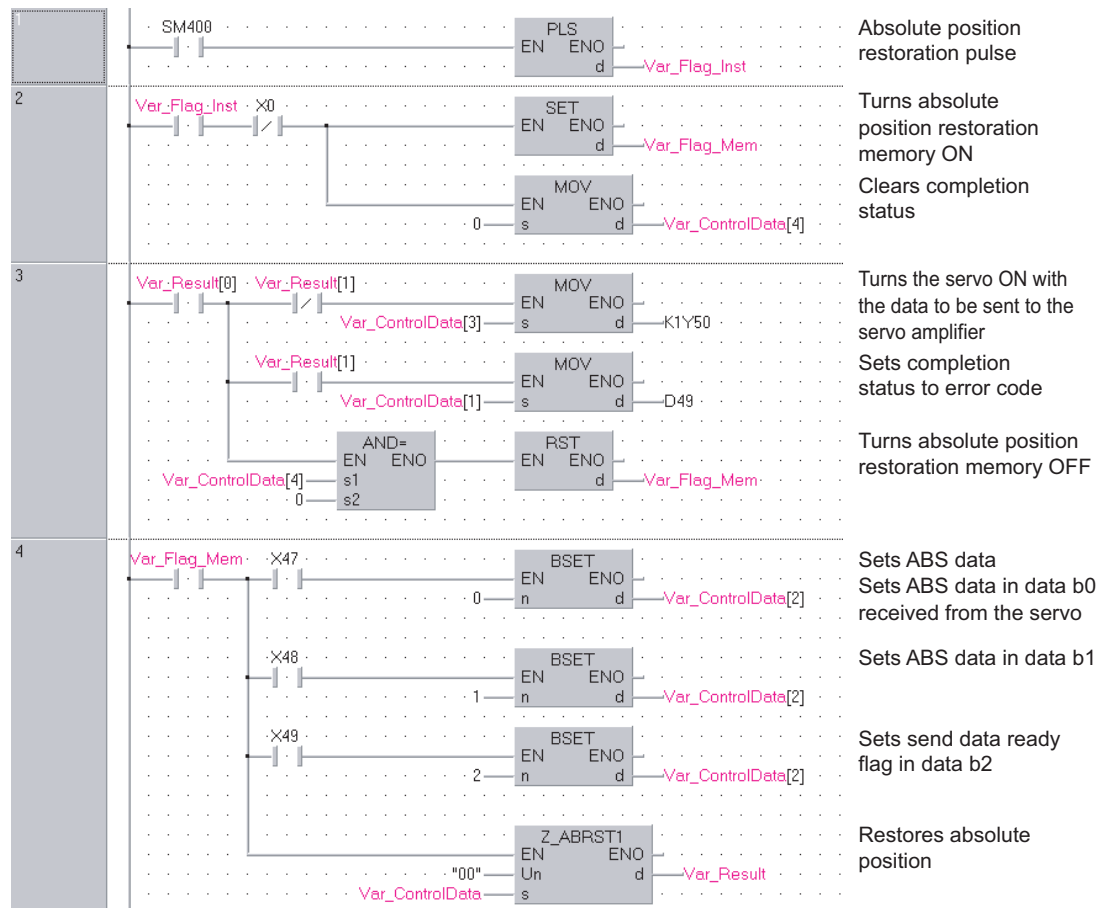 1
SM400
PLS
EN ENO
d Var_Flag_Inst
Absolute position
restoration pulse
2
Var_Flag_Inst X0
SET
EN ENO
d Var_Flag_Mem
Turns absolute
position restoration
memory ON
MOV
EN ENO
0 s d Var_ControlData[4]
Clears completion
status
3
Var_Result[0] Var_Result[1]
MOV
EN ENO
Var_ControlData[3] s d K1Y50
Turns the servo ON with
the data to be sent to the
servo amplifier
Var_Result[1]
MOV
EN ENO
Var_ControlData[1] s d D49
Sets completion
status to error code
AND=
EN ENO
Var_ControlData[4] s1
0 s2
RST
EN ENO
d Var_Flag_Mem
Turns absolute position
restoration memory OFF
4
Var_Flag_Mem X47
BSET
EN ENO
0 n d Var_ControlData[2]
Sets ABS data
Sets ABS data in data b0
received from the servo
X48
BSET
EN ENO
1 n d Var_ControlData[2]
Sets ABS data in data b1
X49
BSET
EN ENO
2 n d Var_ControlData[2]
Sets send data ready
flag in data b2
Z_ABRST1
EN ENO
"00" Un d Var_Result
Var_ControlData s
Restores absolute
position